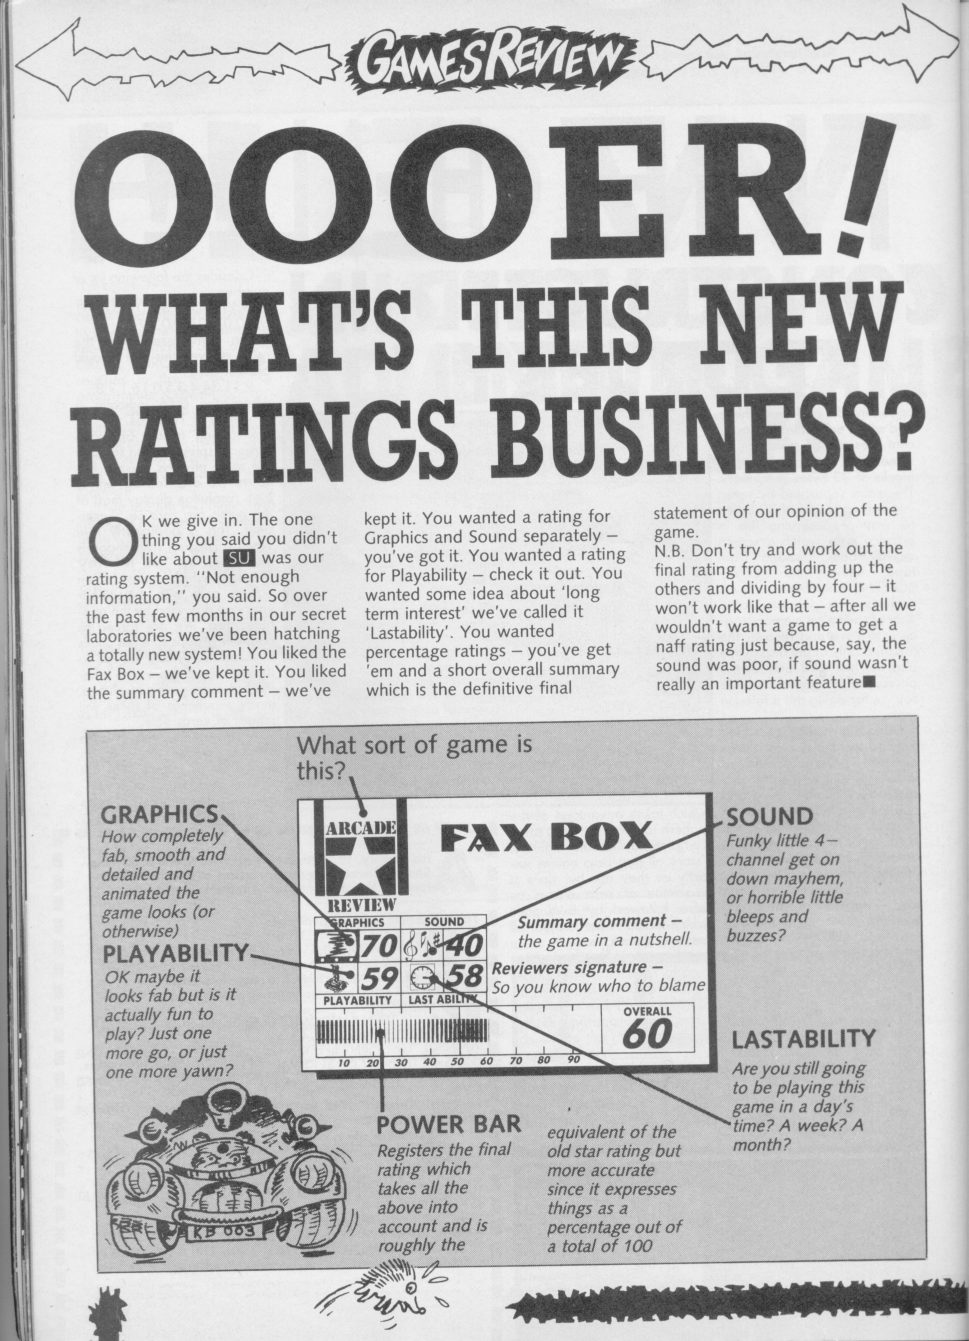 GAMES REVIEW
OOOER!
WHAT'S THIS NEW
RATINGS BUSINESS?
OK we give in. The one
thing you said you didn't
like about SU was our
rating system. "Not enough
information," you said. So over
the past few months in our secret
laboratories we've been hatching
a totally new system! You liked the
Fax Box – we've kept it. You liked
the summary comment – we've
kept it. You wanted a rating for
Graphics and Sound separately –
you've got it. You wanted a rating
for Playability – check it out. You
wanted some idea about 'long
term interest' we've called it
'Lastability'. You wanted
percentage ratings – you've get
'em and a short overall summary
which is the definitive final
statement of our opinion of the
game.
N.B. Don't try and work out the
final rating from adding up the
others and dividing by four – it
won't work like that – after all we
wouldn't want a game to get a
naff rating just because, say, the
sound was poor, if sound wasn't
really an important feature■
What sort of game is
this?
GRAPHICS
How completely
fab, smooth and
detailed and
animated the
game looks (or
otherwise)
PLAYABILITY
OK maybe it
looks fab but is it
actually fun to
play? Just one
more go, or just
one more yawn?
ARCADE
REVIEW
FAX BOX
GRAPHICS SOUND
70 40
59 58
PLAYABILITY LAST ABILITY
Summary comment –
the game in a nutshell.
Reviewers signature –
So you know who to blame
OVERALL
60
10 20 30 40 50 60 70 80 90
SOUND
Funky little 4–
channel get on
down mayhem,
or horrible little
bleeps and
buzzes?
LASTABILITY
Are you still going
to be playing this
game in a day's
time? A week? A
month?
POWER BAR
Registers the final
rating which
takes all the
above into
account and is
roughly the
equivalent of the
old star rating but
more accurate
since it expresses
things as a
percentage out of
a total of 100
KB 003